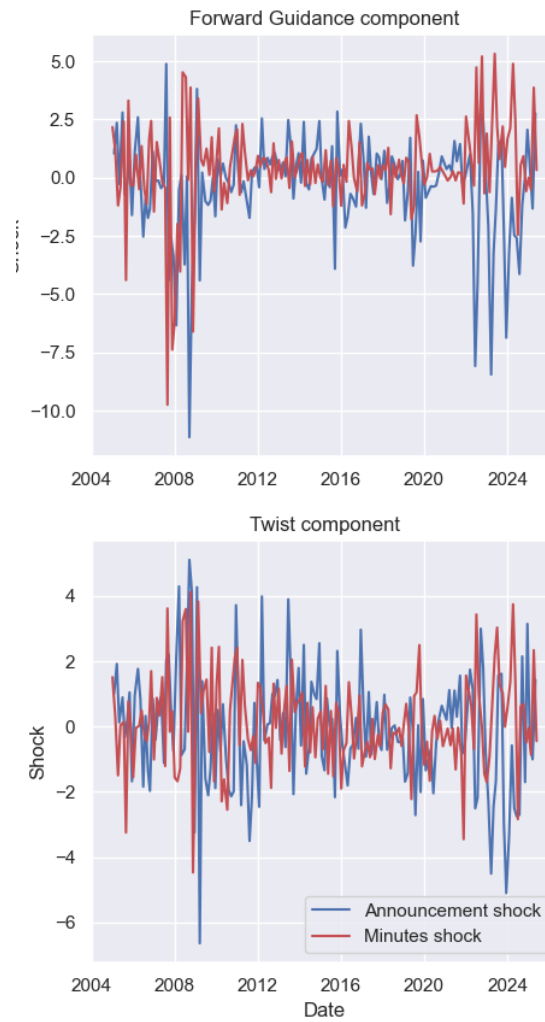 Forward Guidance component
5.0
2.5
0.0
−2.5
−5.0
−7.5
−10.0
2004 2008 2012 2016 2020 2024
Twist component
4
2
0
−2
−4
−6
Shock
Announcement shock
Minutes shock
2004 2008 2012 2016 2020 2024
Date